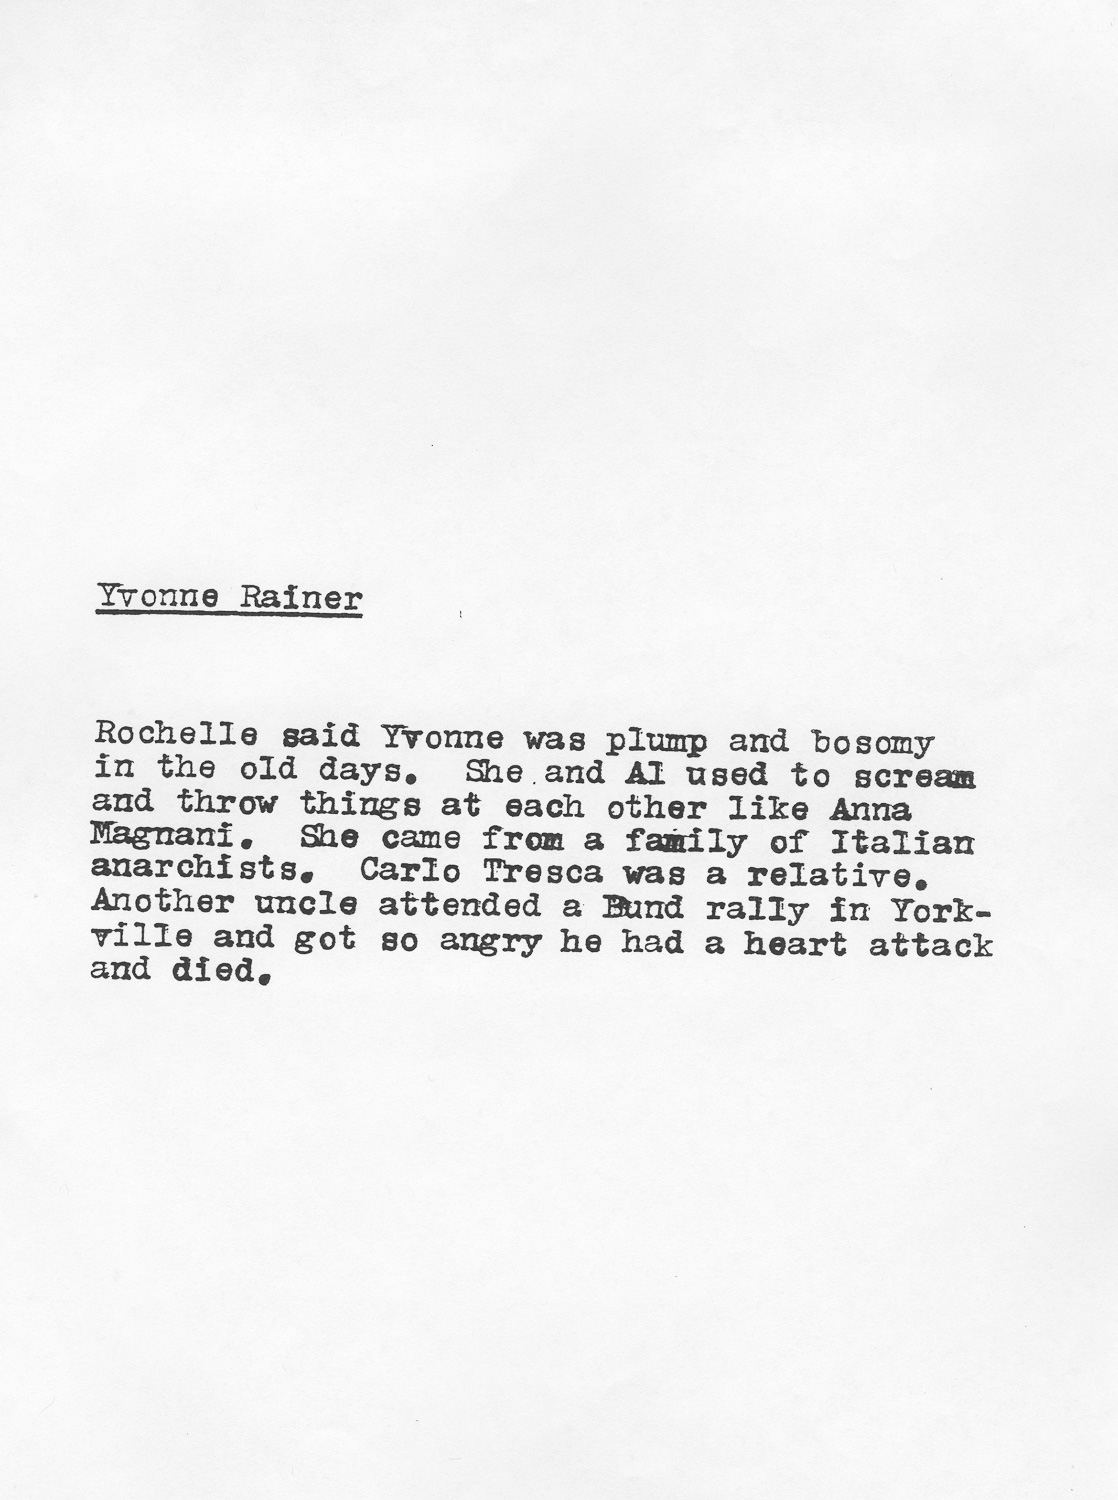 Yvonne Rainer
Rochelle said Yvonne was plump and bosomy
in the old days.  She and Al used to scream
and throw things at each other like Anna
Magnani.  She came from a family of Italian
anarchists.  Carlo Tresca was a relative.
Another uncle attended a Bund rally in York-
ville and got so angry he had a heart attack
and died.